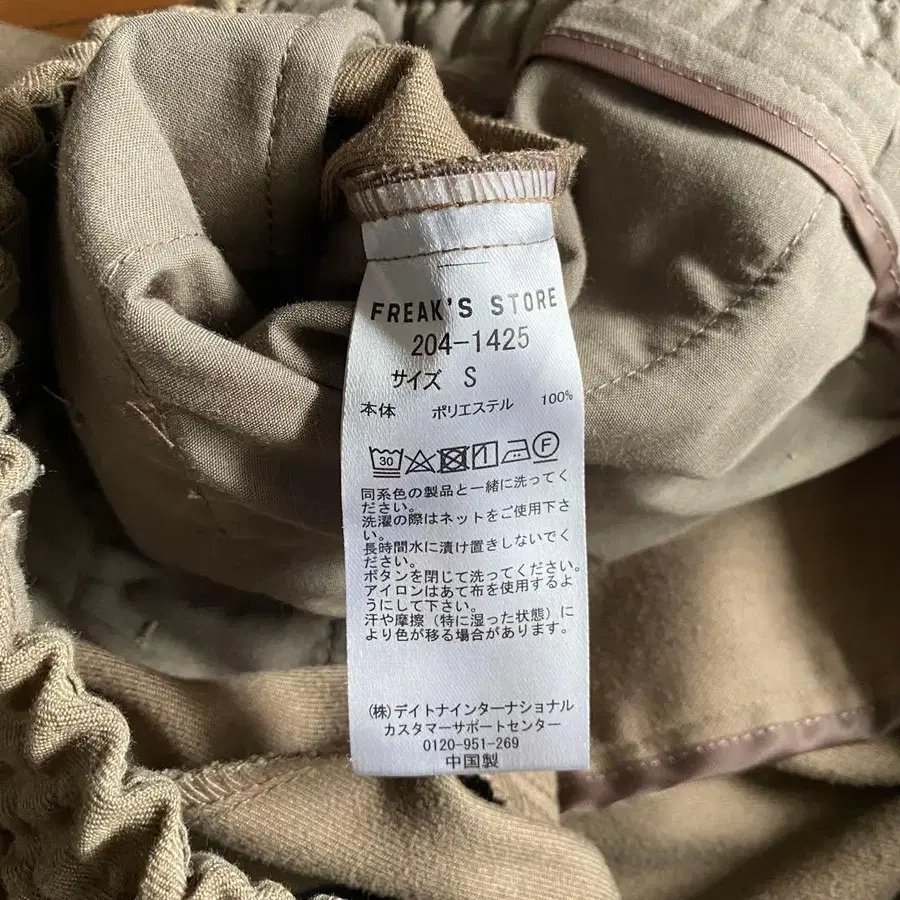 FREAK'S STORE
204-1425
サイズ S
本体 ポリエステル 100%
30 F
同系色の製品と一緒に洗ってく
ださい。
洗濯の際はネットをご使用下さ
い。
長時間水に漬け置きしないでく
ださい。
ボタンを閉じて洗ってください。
アイロンはあて布を使用するよ
うにして下さい。
汗や摩擦（特に湿った状態）に
より色が移る場合があります。
(株)デイトナインターナショナル
カスタマーサポートセンター
0120-951-269
中国製